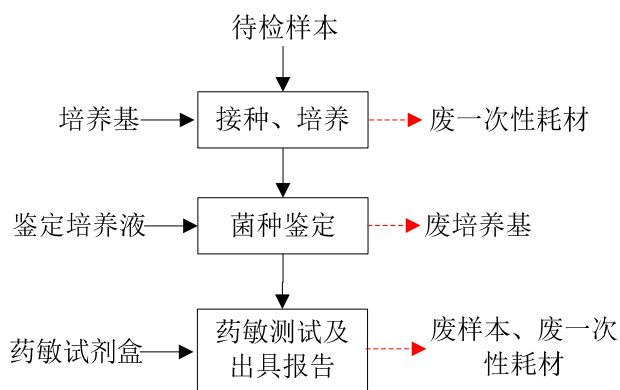 待检样本
培养基
接种、培养
废一次性耗材
鉴定培养液
菌种鉴定
废培养基
药敏试剂盒
药敏测试及
出具报告
废样本、废一次
性耗材